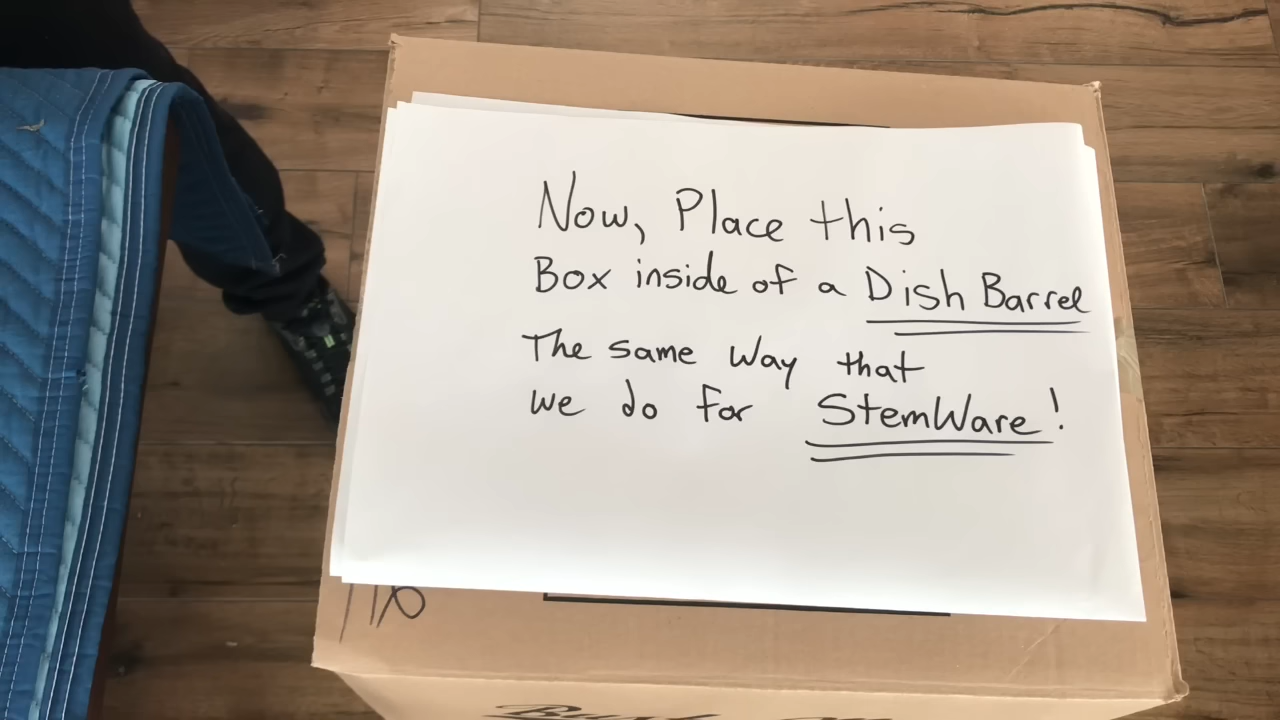 Now, Place this
Box inside of a Dish Barrel
The same way that
we do for StemWare!